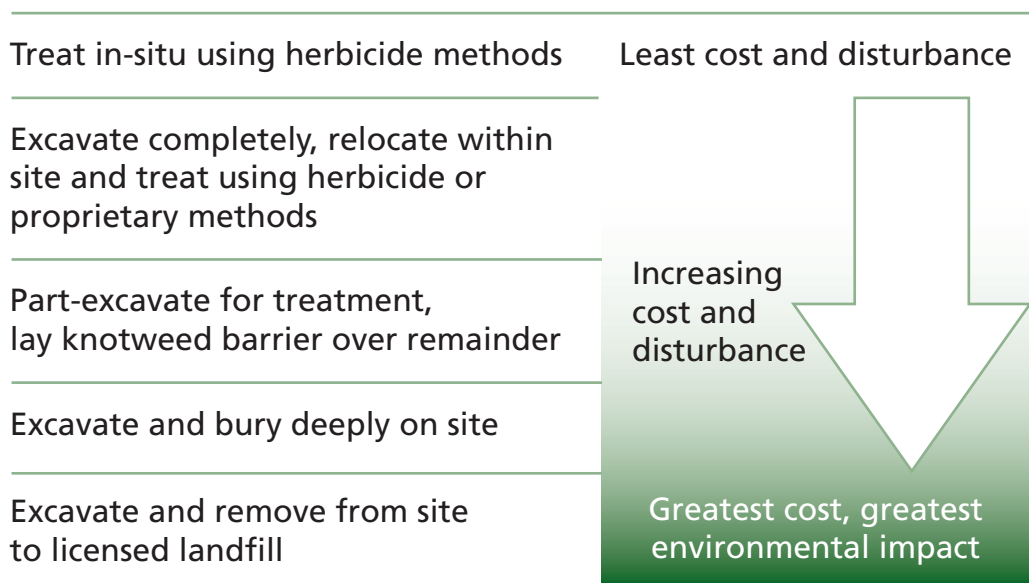 Treat in-situ using herbicide methods
Least cost and disturbance
Excavate completely, relocate within
site and treat using herbicide or
proprietary methods
Increasing
cost and
disturbance
Part-excavate for treatment,
lay knotweed barrier over remainder
Excavate and bury deeply on site
Excavate and remove from site
to licensed landfill
Greatest cost, greatest
environmental impact